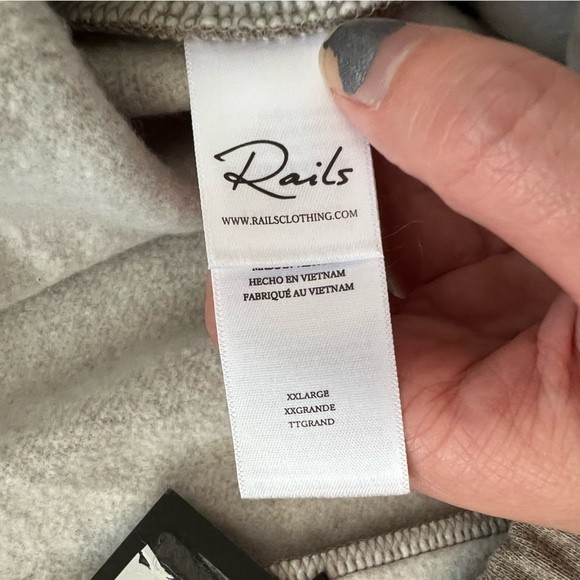 Rails
WWW.RAILSCLOTHING.COM
HECHO EN VIETNAM
FABRIQUÉ AU VIETNAM
XXLARGE
XXGRANDE
TTGRAND